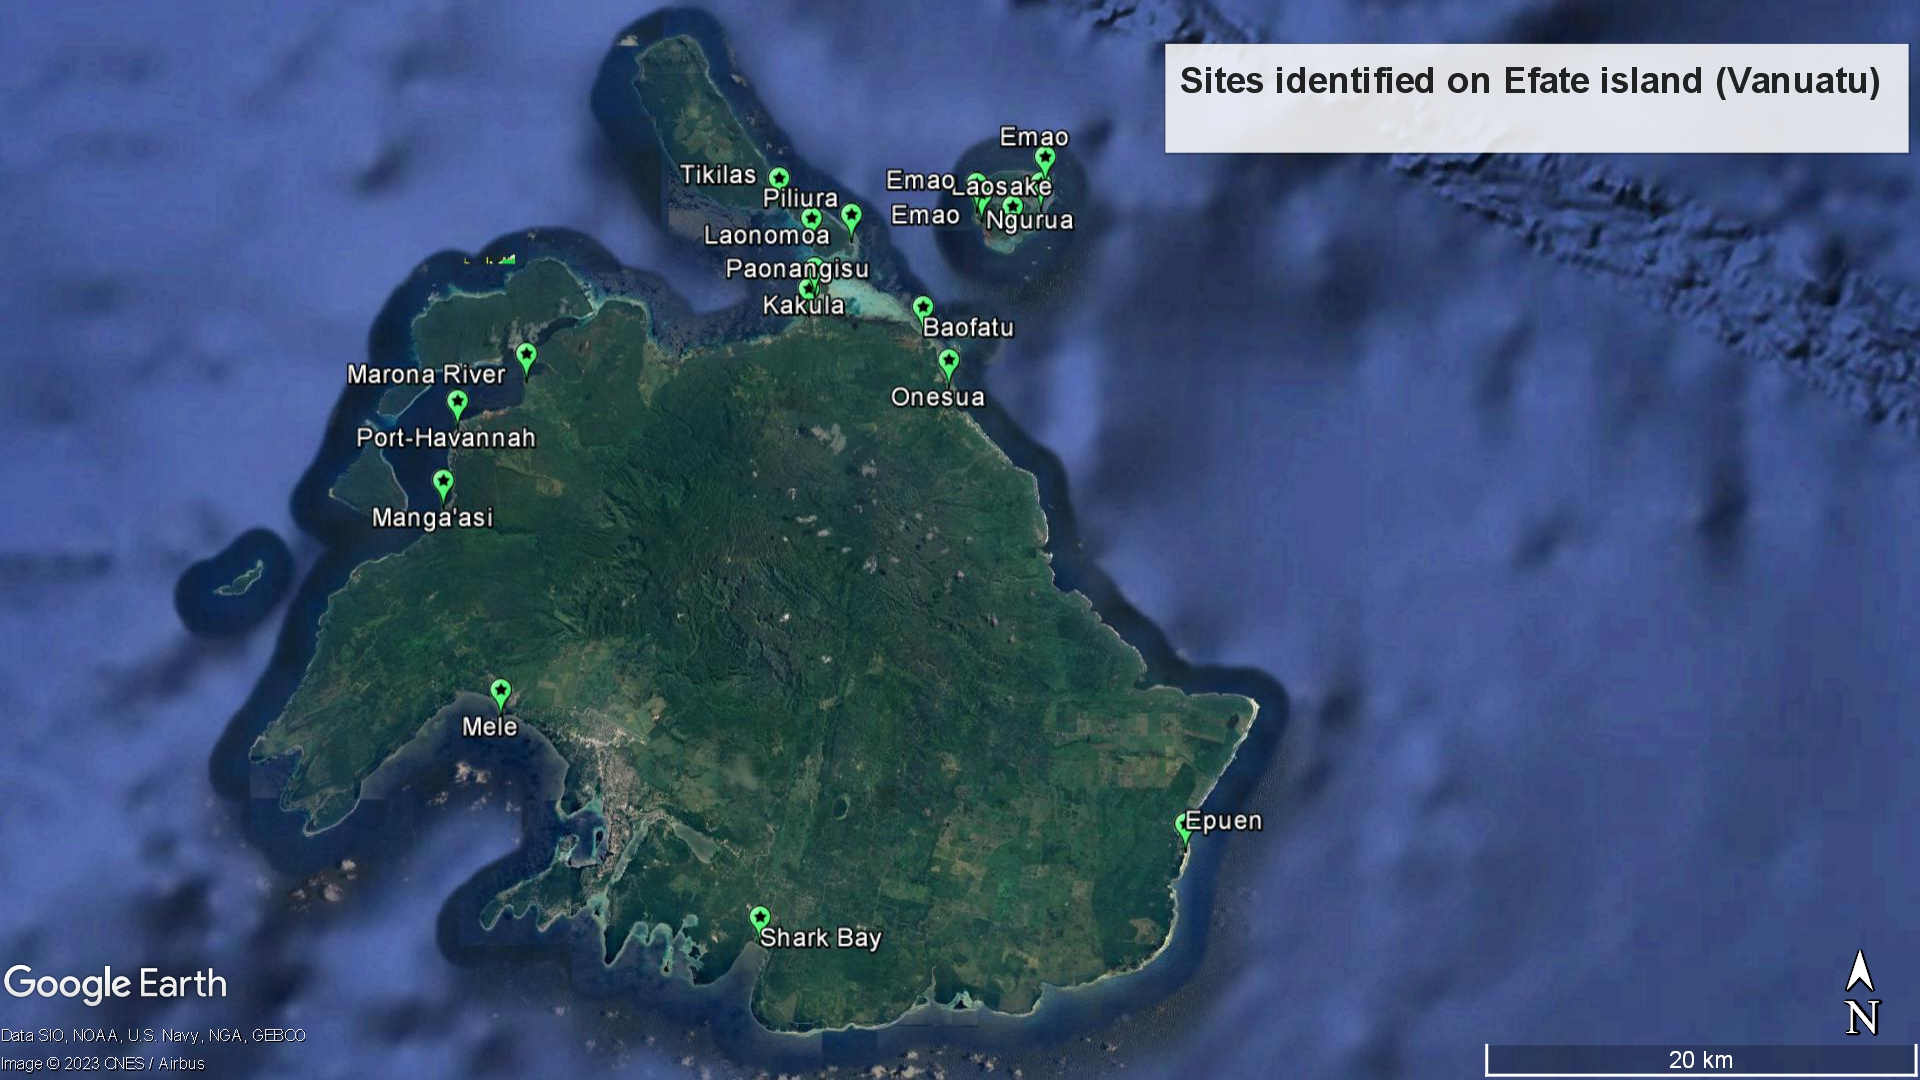 Sites identified on Efate island (Vanuatu)
Emao
Tikilas
Emao
Laosake
Piliura
Emao
Ngurua
Laonomoa
Paonangisu
Kakula
Baofatu
Marona River
Onesua
Port-Havannah
Manga'asi
Mele
Epuen
Shark Bay
Google Earth
N
Data SIO, NOAA, U.S. Navy, NGA, GEBCO
Image © 2023 CNES / Airbus
20 km